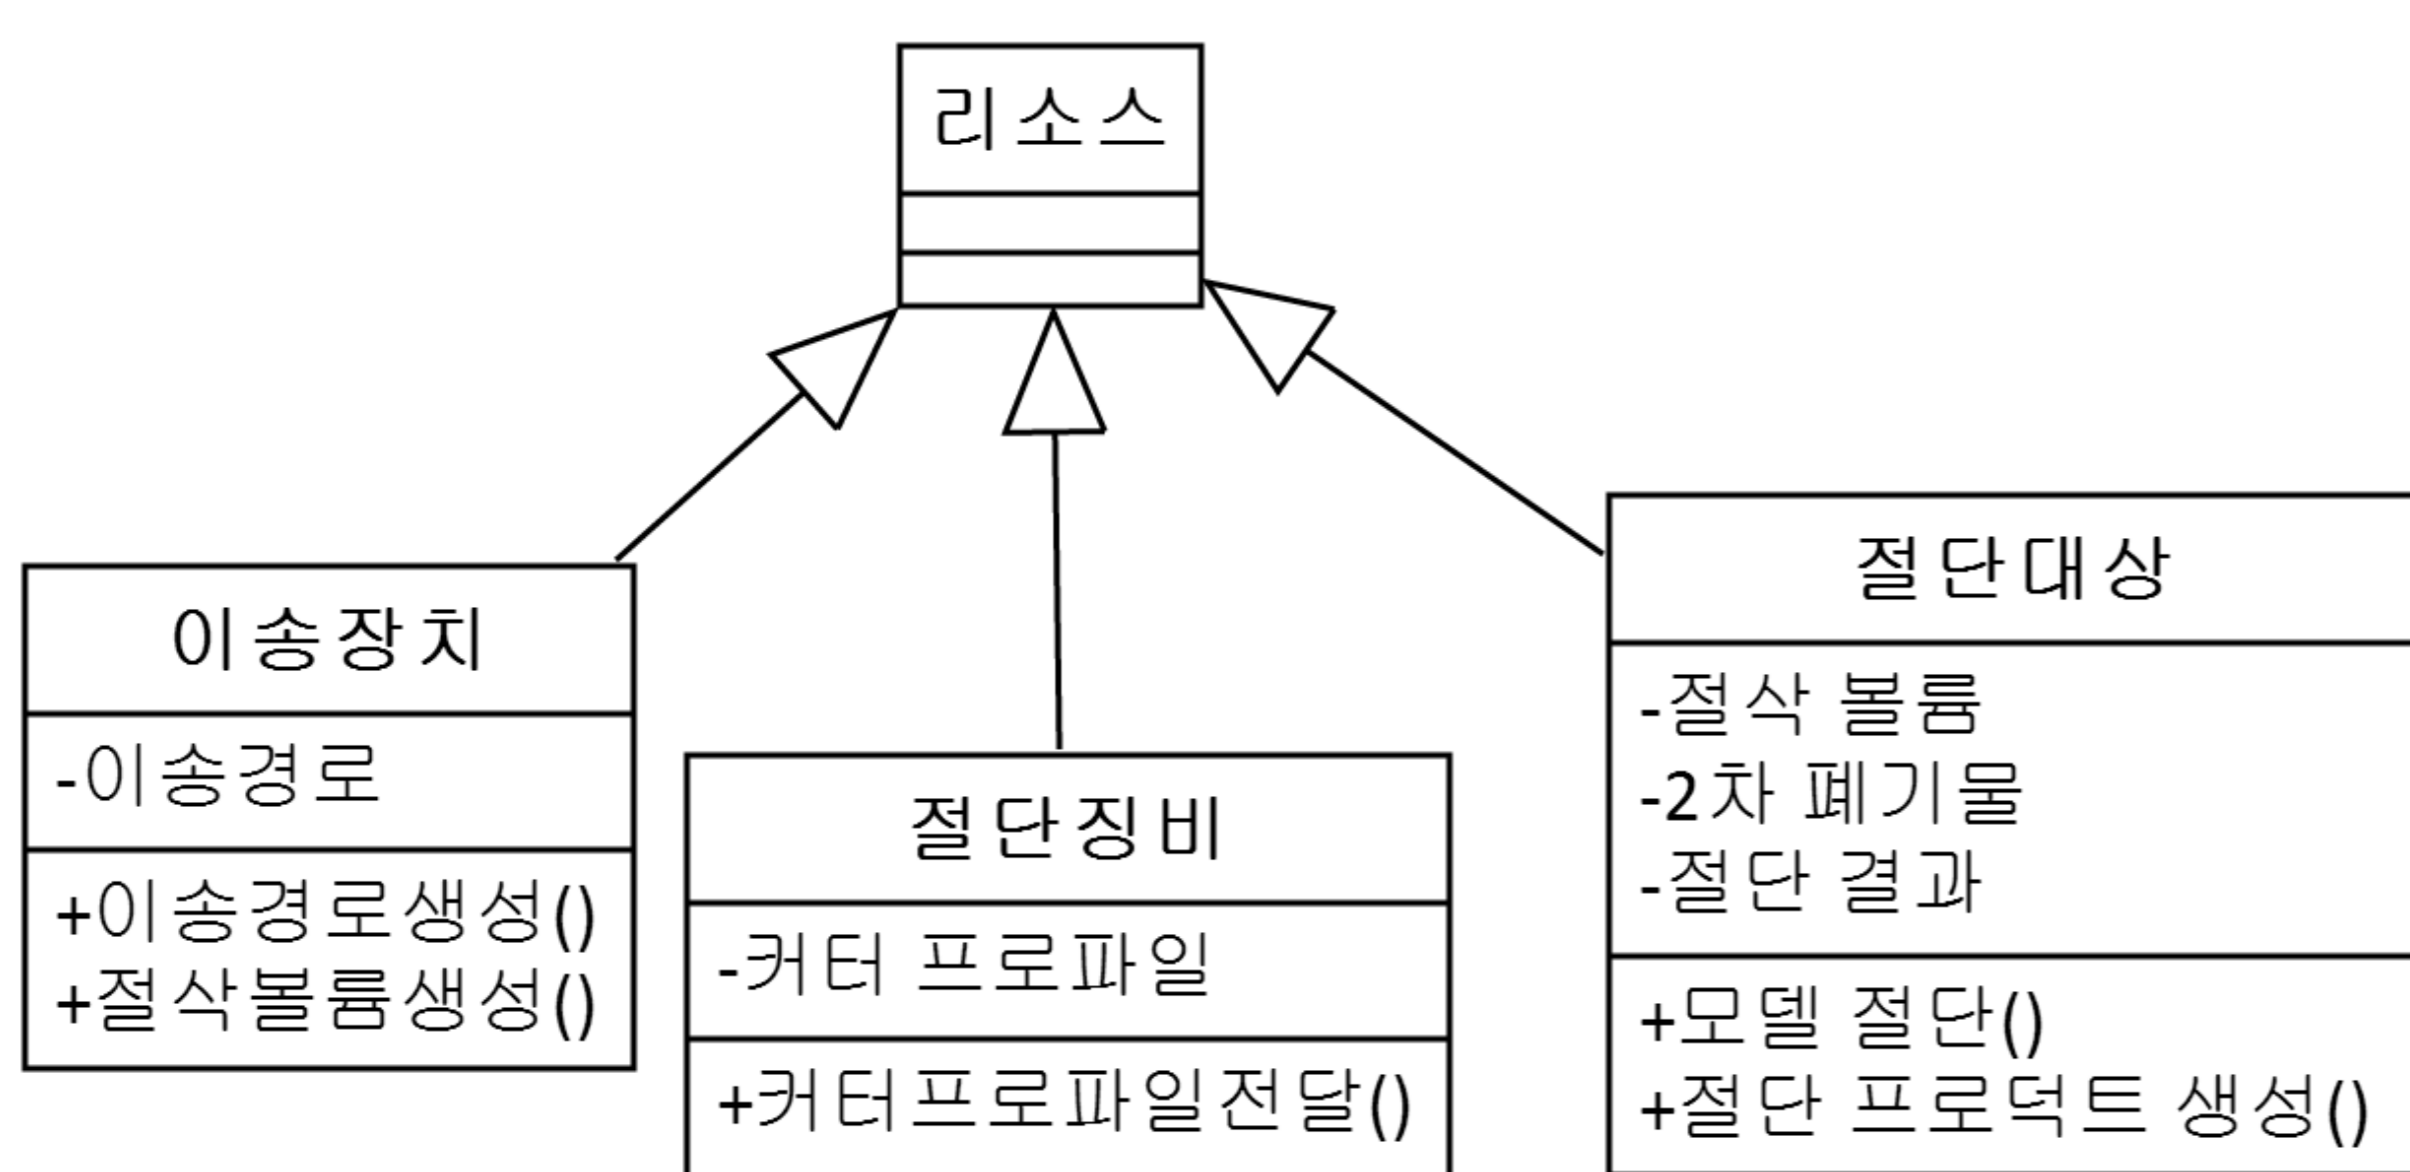 리소스
이송장치
-이송경로
+이송경로생성()
+절삭볼륨생성()
절단징비
-커터 프로파일
+커터프로파일전달()
절단대상
-절삭 볼륨
-2차 폐기물
-절단 결과
+모델 절단()
+절단 프로덕트 생성()